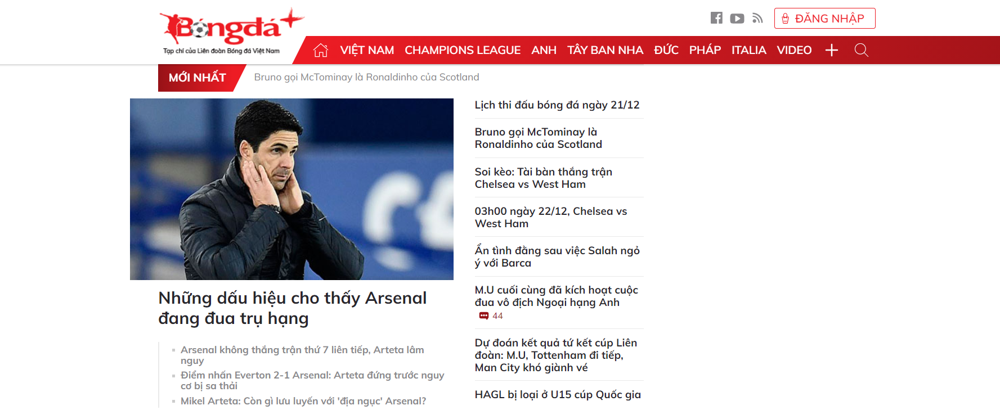 Bóngdá+
Tạp chí của Liên đoàn Bóng đá Việt Nam
ĐĂNG NHẬP
VIỆT NAM CHAMPIONS LEAGUE ANH TÂY BAN NHA ĐỨC PHÁP ITALIA VIDEO
MỚI NHẤT
Bruno gọi McTominay là Ronaldinho của Scotland
Những dấu hiệu cho thấy Arsenal
đang đua trụ hạng
Arsenal không thắng trận thứ 7 liên tiếp, Arteta lâm
nguy
Điểm nhấn Everton 2-1 Arsenal: Arteta đứng trước nguy
cơ bị sa thải
Mikel Arteta: Còn gì lưu luyến với 'địa ngục' Arsenal?
Lịch thi đấu bóng đá ngày 21/12
Bruno gọi McTominay là
Ronaldinho của Scotland
Soi kèo: Tài bàn thắng trận
Chelsea vs West Ham
03h00 ngày 22/12, Chelsea vs
West Ham
Ẩn tình đằng sau việc Salah ngỏ
ý với Barca
M.U cuối cùng đã kích hoạt cuộc
đua vô địch Ngoại hạng Anh
44
Dự đoán kết quả tứ kết cúp Liên
đoàn: M.U, Tottenham đi tiếp,
Man City khó giành vé
HAGL bị loại ở U15 cúp Quốc gia